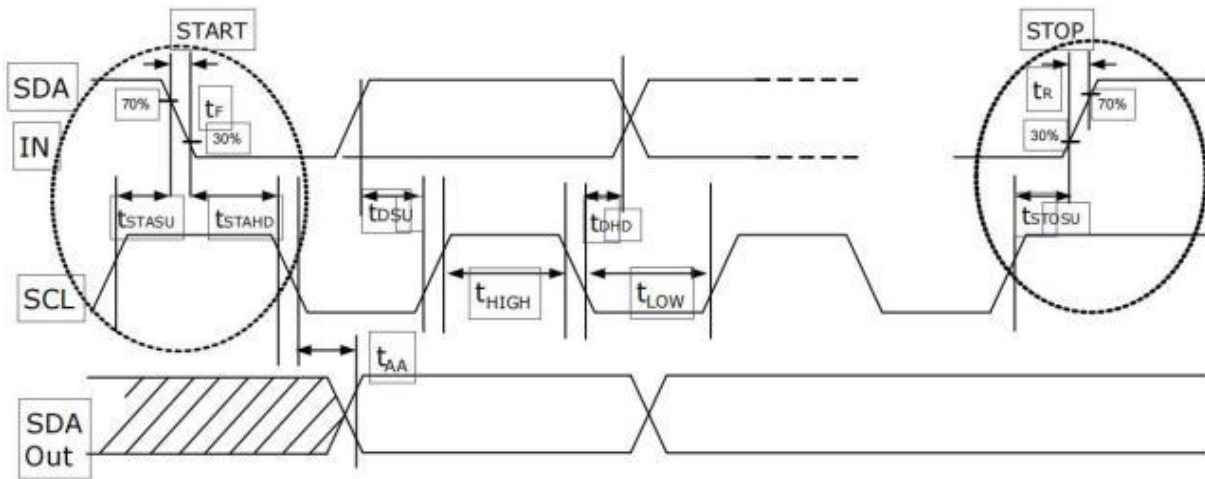 START
STOP
SDA
IN
70%
tF
30%
tR
70%
30%
tSTASU
tSTAHD
tDSU
tDHD
tSTOSU
SCL
tHIGH
tLOW
tAA
SDA
Out